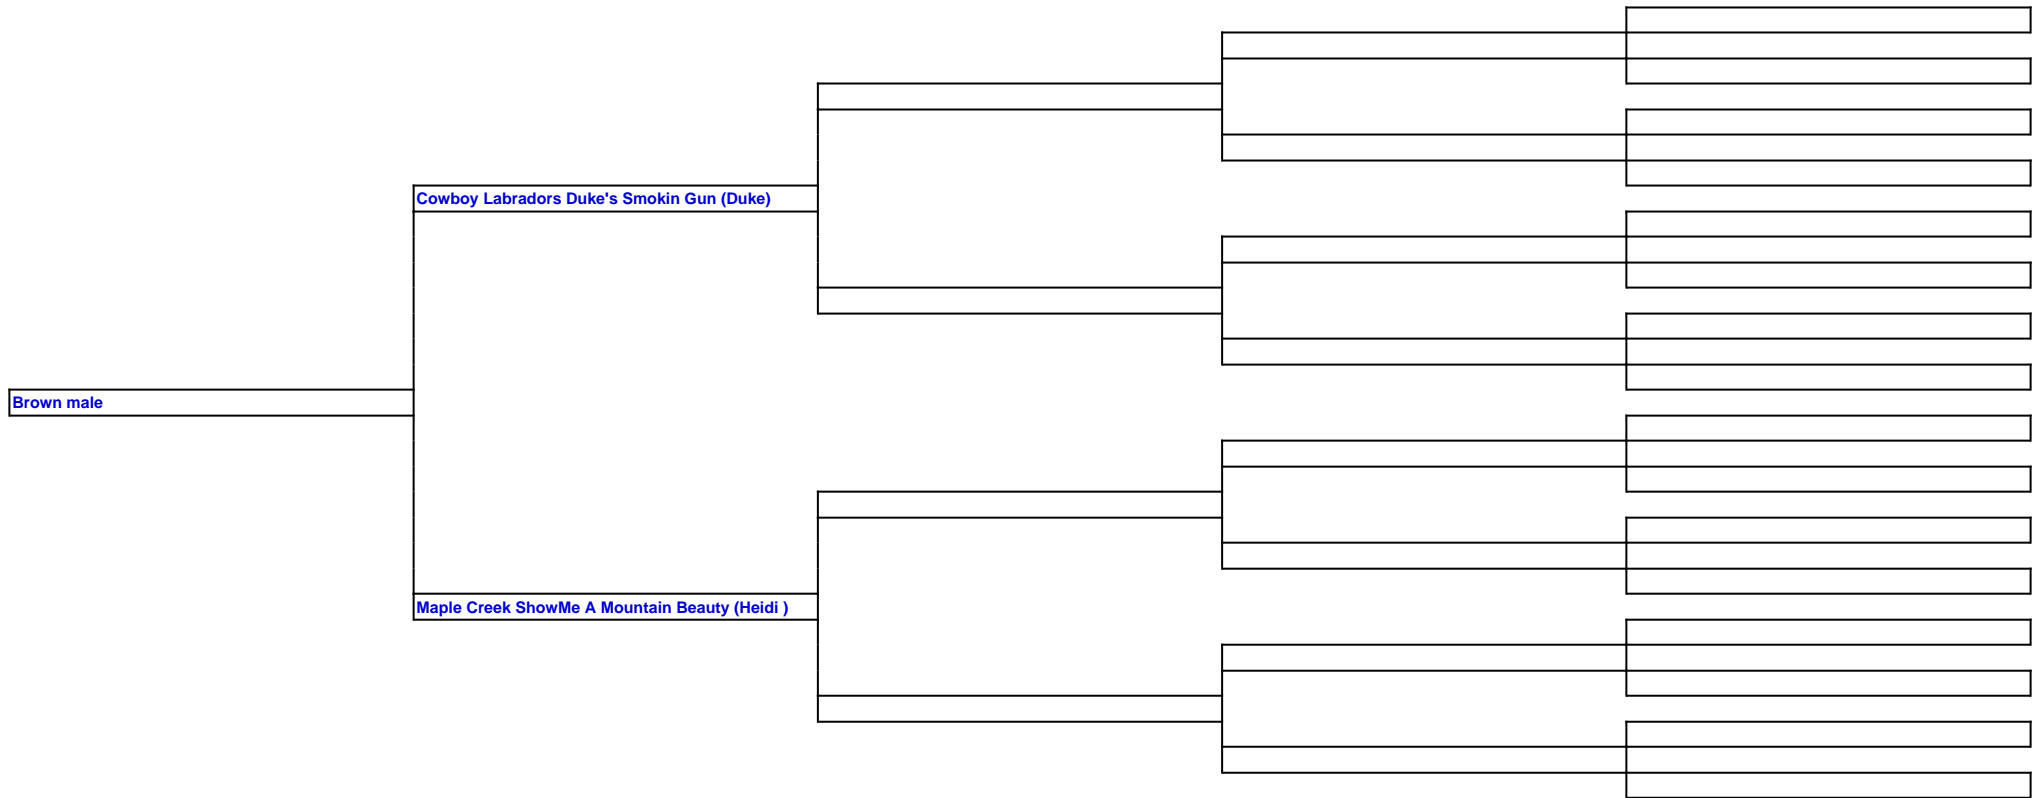 Cowboy Labradors Duke's Smokin Gun (Duke)
Brown male
Maple Creek ShowMe A Mountain Beauty (Heidi )